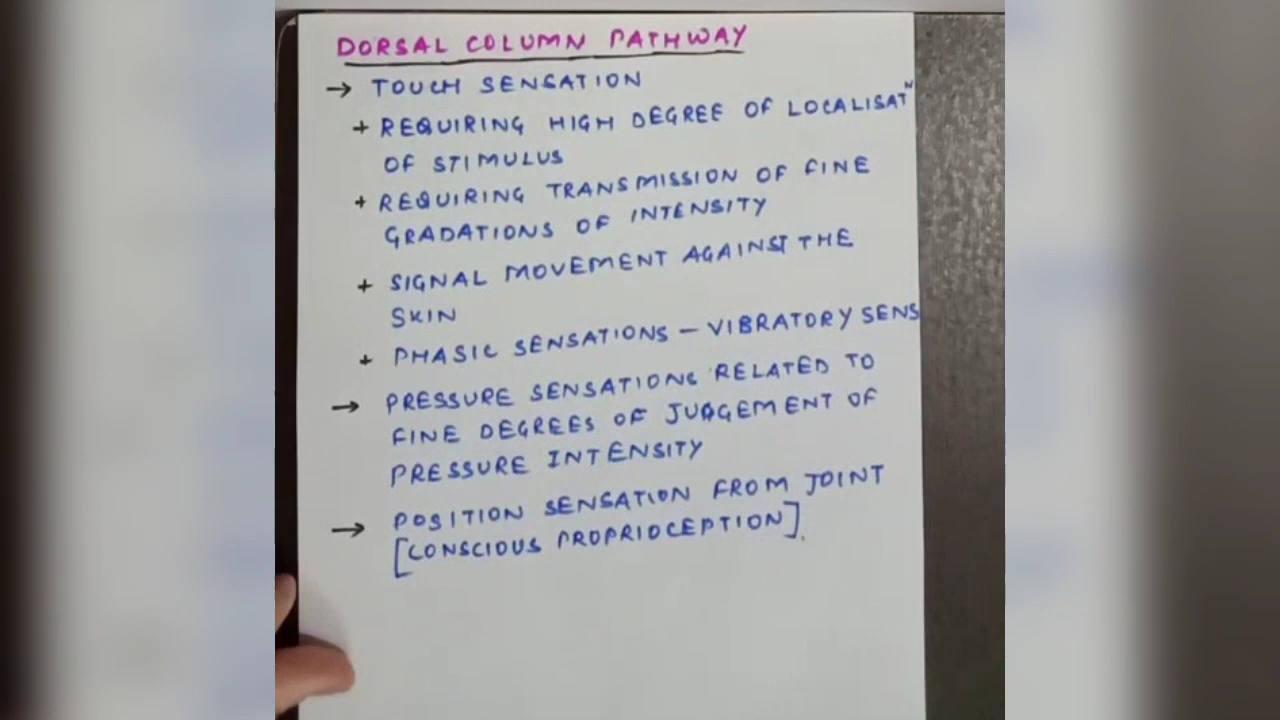 DORSAL COLUMN PATHWAY
→ TOUCH SENSATION
+ REQUIRING HIGH DEGREE OF LOCALISATᴺ
OF STIMULUS
+ REQUIRING TRANSMISSION OF FINE
GRADATIONS OF INTENSITY
+ SIGNAL MOVEMENT AGAINST THE
SKIN
+ PHASIC SENSATIONS – VIBRATORY SENS
→ PRESSURE SENSATIONS RELATED TO
FINE DEGREES OF JUDGEMENT OF
PRESSURE INTENSITY
→ POSITION SENSATION FROM JOINT
[CONSCIOUS PROPRIOCEPTION].